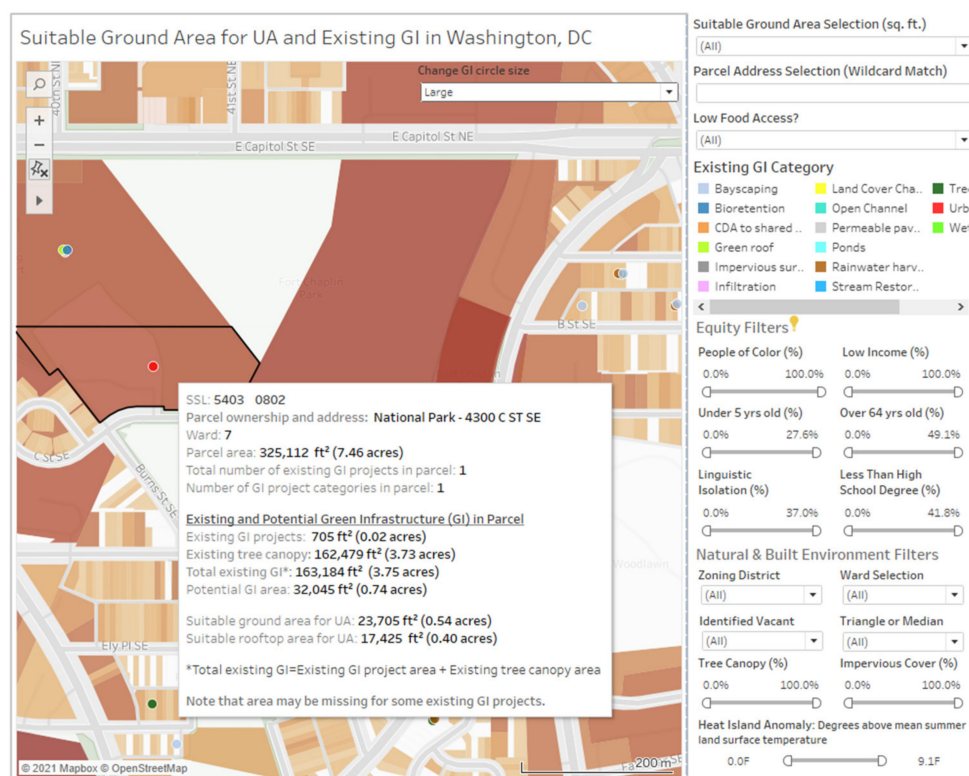 Suitable Ground Area for UA and Existing GI in Washington, DC
Change GI circle size
Large
40th St NE
41st St NE
E Capitol St SE
E Capitol St NE
Fort Chaplin
Park
B St SE
C St SE
Burns St SE
Ely Pl SE
Woodlawn
SSL: 5403 0802
Parcel ownership and address: National Park - 4300 C ST SE
Ward: 7
Parcel area: 325,112 ft² (7.46 acres)
Total number of existing GI projects in parcel: 1
Number of GI project categories in parcel: 1
Existing and Potential Green Infrastructure (GI) in Parcel
Existing GI projects: 705 ft² (0.02 acres)
Existing tree canopy: 162,479 ft² (3.73 acres)
Total existing GI*: 163,184 ft² (3.75 acres)
Potential GI area: 32,045 ft² (0.74 acres)
Suitable ground area for UA: 23,705 ft² (0.54 acres)
Suitable rooftop area for UA: 17,425 ft² (0.40 acres)
*Total existing GI=Existing GI project area + Existing tree canopy area
Note that area may be missing for some existing GI projects.
© 2021 Mapbox © OpenStreetMap
200 m
Suitable Ground Area Selection (sq. ft.)
(All)
Parcel Address Selection (Wildcard Match)
Low Food Access?
(All)
Existing GI Category
Bayscaping Land Cover Cha.. Tree
Bioretention Open Channel Urb
CDA to shared .. Permeable pav.. Wet
Green roof Ponds
Impervious sur.. Rainwater harv..
Infiltration Stream Restor..
Equity Filters
People of Color (%) Low Income (%)
0.0% 100.0% 0.0% 100.0%
Under 5 yrs old (%) Over 64 yrs old (%)
0.0% 27.6% 0.0% 49.1%
Linguistic Less Than High
Isolation (%) School Degree (%)
0.0% 37.0% 0.0% 41.8%
Natural & Built Environment Filters
Zoning District Ward Selection
(All) (All)
Identified Vacant Triangle or Median
(All) (All)
Tree Canopy (%) Impervious Cover (%)
0.0% 100.0% 0.0% 100.0%
Heat Island Anomaly: Degrees above mean summer
land surface temperature
0.0F 9.1F